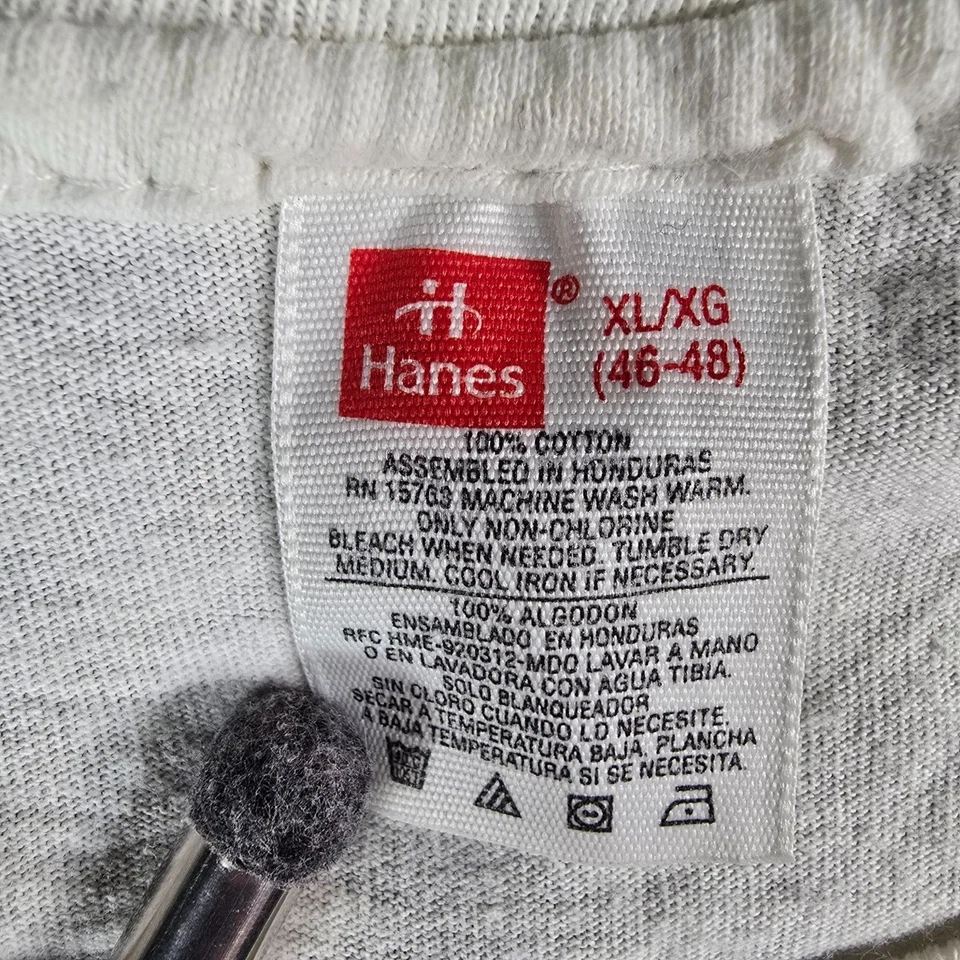 Hanes®
XL/XG
(46-48)
100% COTTON
ASSEMBLED IN HONDURAS
RN 15763 MACHINE WASH WARM.
ONLY NON-CHLORINE
BLEACH WHEN NEEDED. TUMBLE DRY
MEDIUM. COOL IRON IF NECESSARY.
100% ALGODON
ENSAMBLADO EN HONDURAS
RFC HME-920312-MDO LAVAR A MANO
O EN LAVADORA CON AGUA TIBIA.
SOLO BLANQUEADOR
SIN CLORO CUANDO LO NECESITE.
SECAR A TEMPERATURA BAJA. PLANCHA
A BAJA TEMPERATURA SI SE NECESITA.